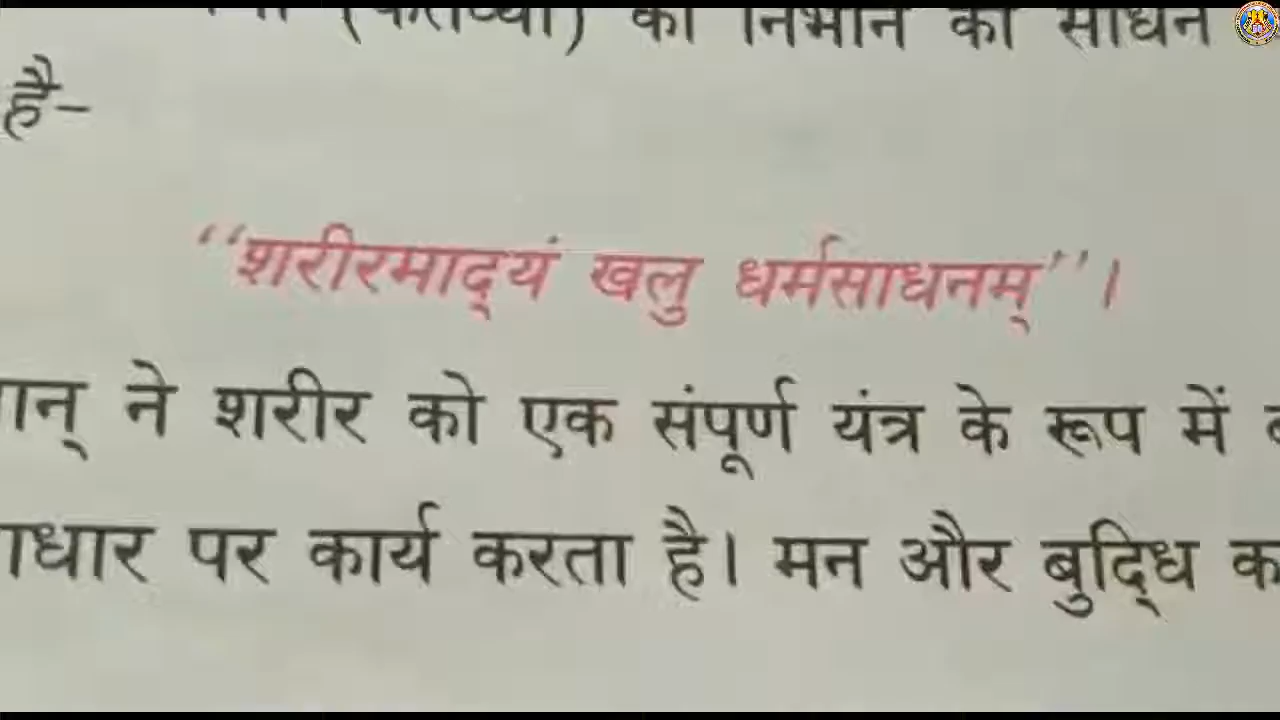 को निभाने का साधन
है-
‘‘शरीरमाद्‌यं खलु धर्मसाधनम्’’।
ने शरीर को एक संपूर्ण यंत्र के रूप में
पर कार्य करता है। मन और बुद्‌धि